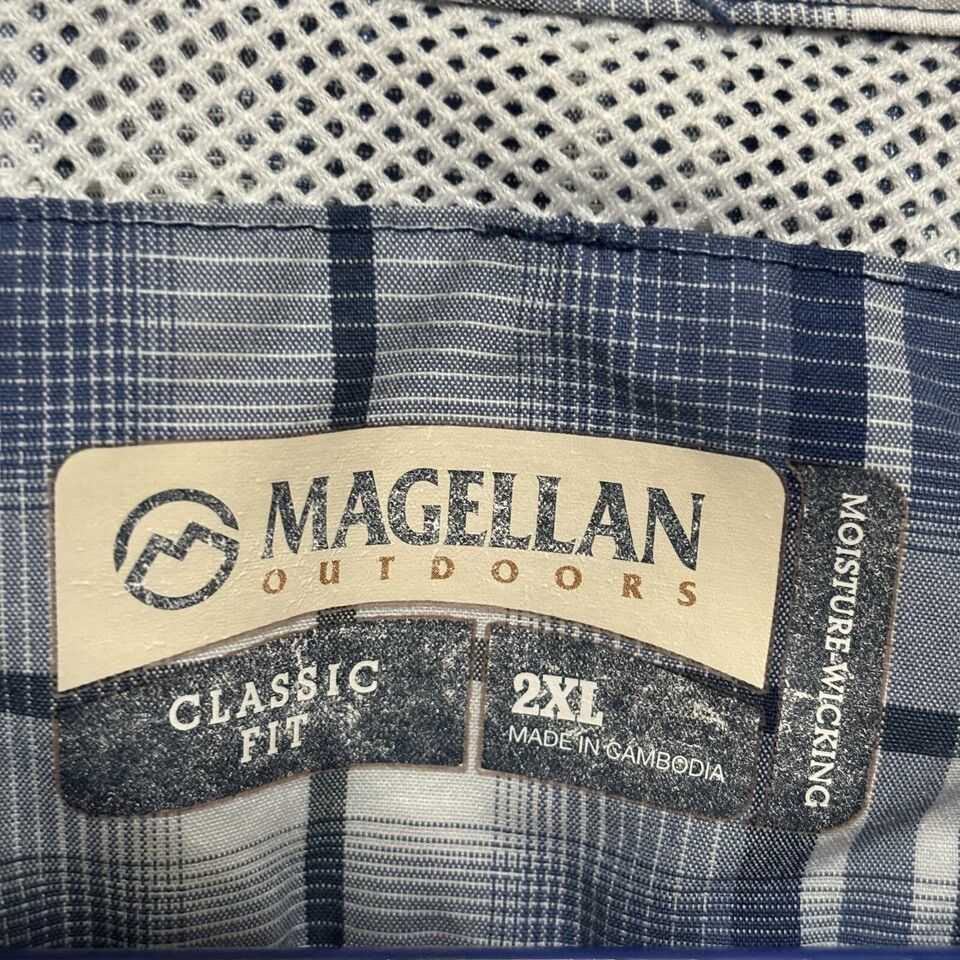 MAGELLAN
OUTDOORS
CLASSIC
FIT
2XL
MADE IN CAMBODIA
MOISTURE-WICKING